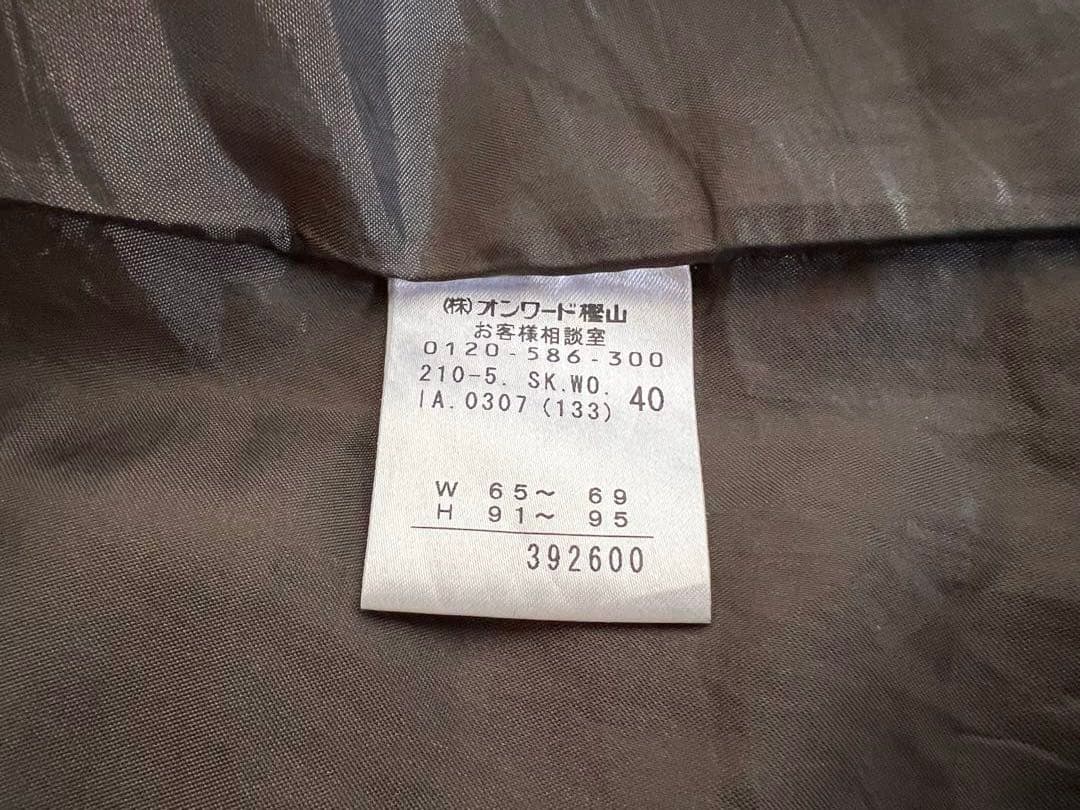 (株)オンワード樫山
お客様相談室
0120-586-300
210-5. SK.WO. 40
IA.0307 (133)
W 65～ 69
H 91～ 95
392600